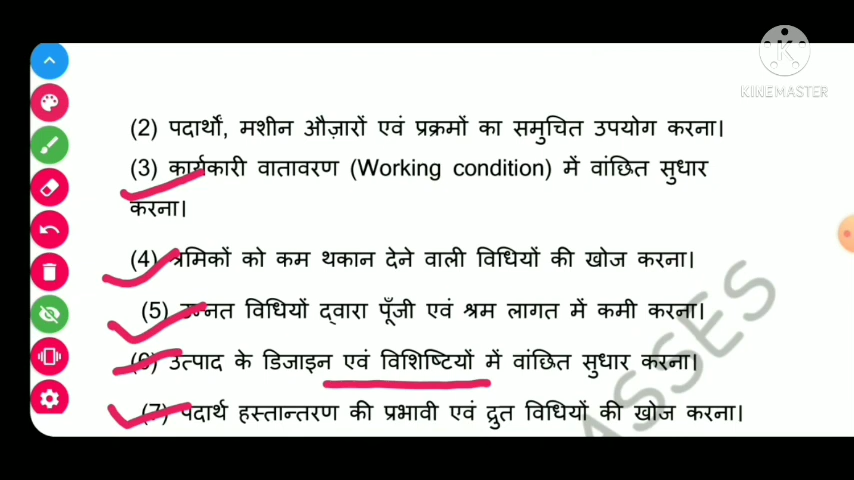 K
KINEMASTER
(2) पदार्थों, मशीन औज़ारों एवं प्रक्रमों का समुचित उपयोग करना।
(3) कार्यकारी वातावरण (Working condition) में वांछित सुधार
करना।
(4) श्रमिकों को कम थकान देने वाली विधियों की खोज करना।
(5) उन्नत विधियों द्वारा पूँजी एवं श्रम लागत में कमी करना।
(6) उत्पाद के डिजाइन एवं विशिष्टियों में वांछित सुधार करना।
(7) पदार्थ हस्तान्तरण की प्रभावी एवं द्रुत विधियों की खोज करना।
ASSES